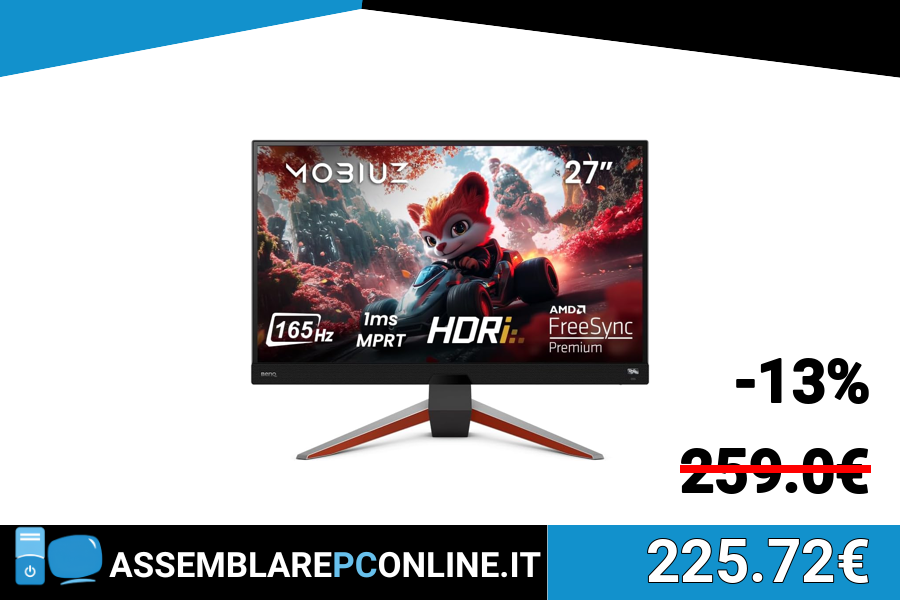 MOBIUZ
27"
165Hz
1ms
MPRT
HDRi
AMD
FreeSync
Premium
BenQ
-13%
259.0€
ASSEMBLAREPCONLINE.IT
225.72€